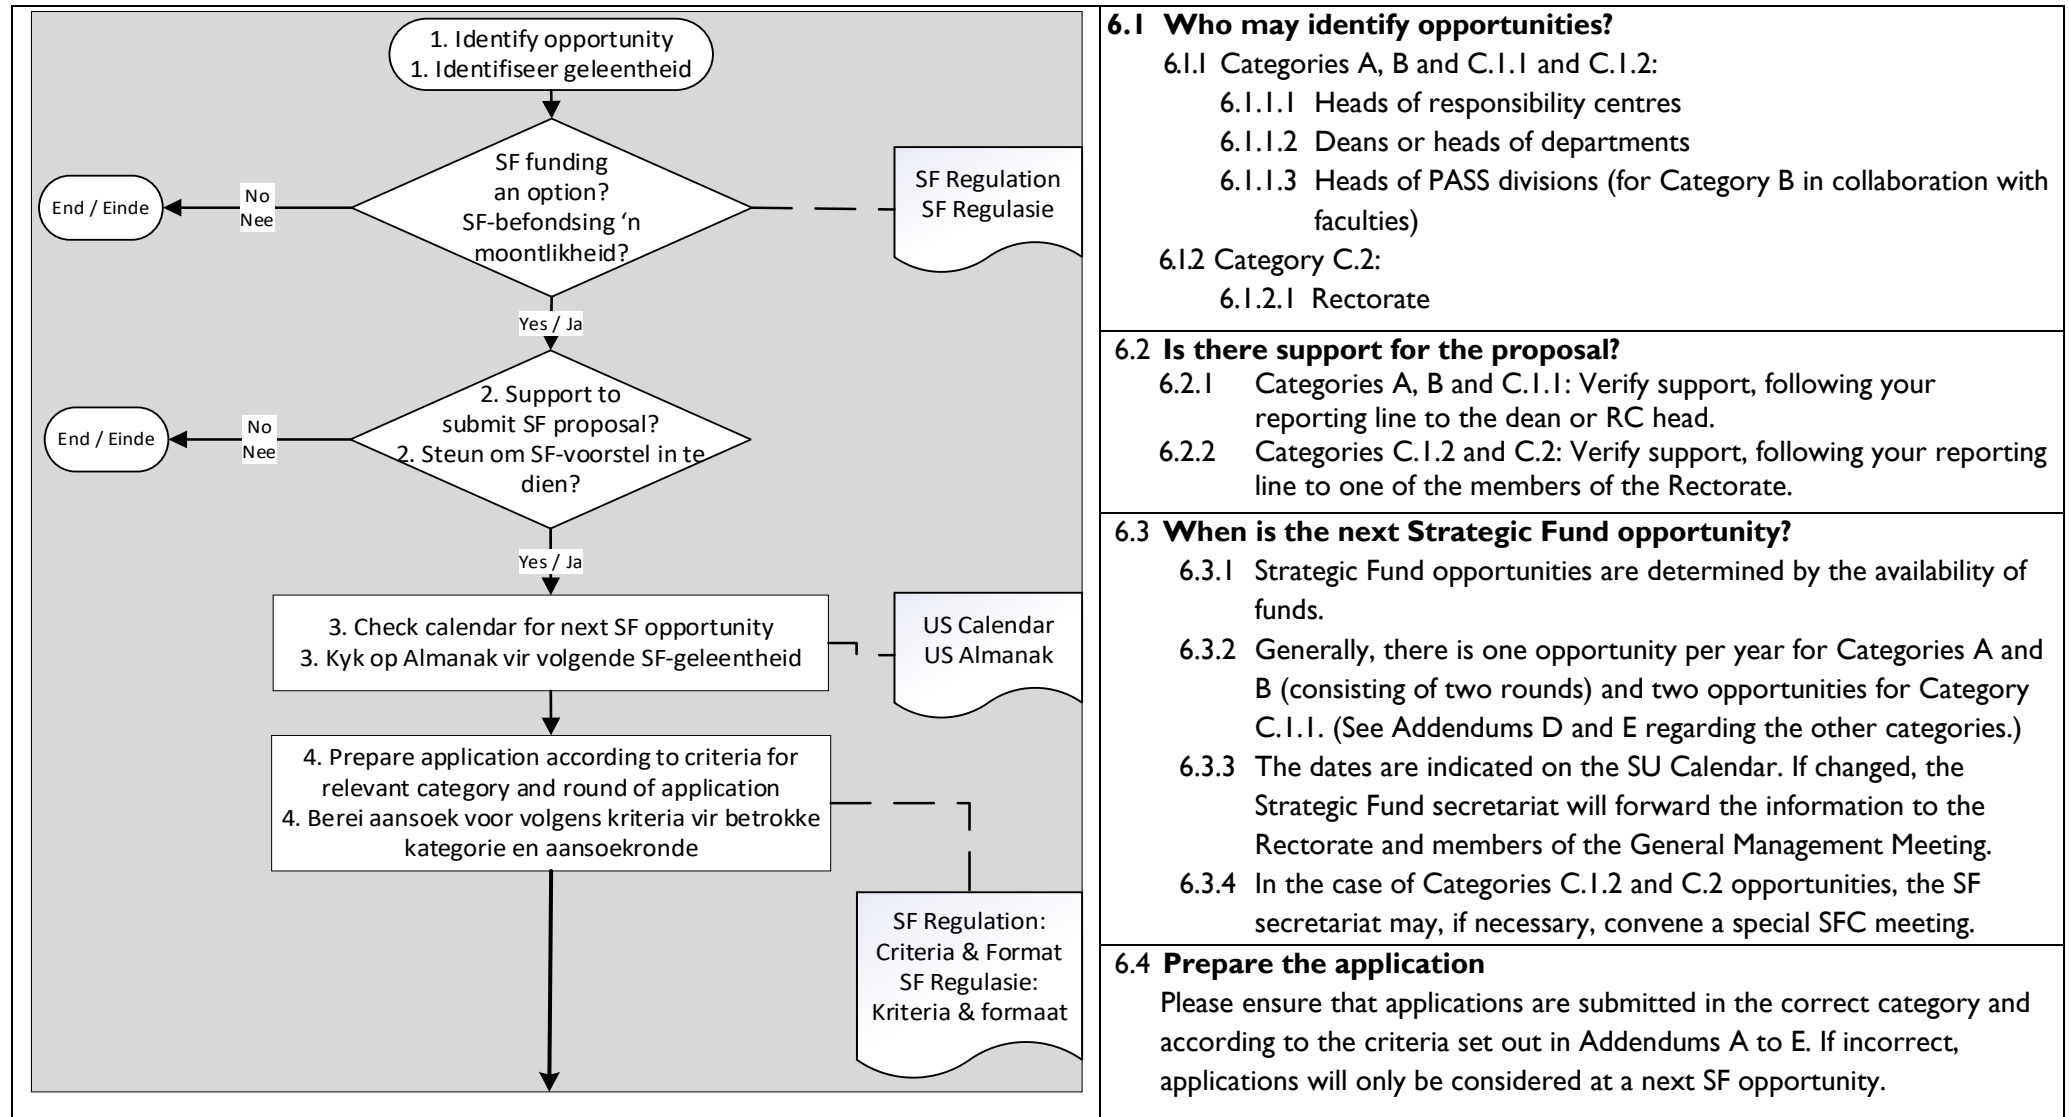 1. Identify opportunity
1. Identifiseer geleentheid
SF funding
an option?
SF-befondsing ‘n
moontlikheid?
No
Nee
End / Einde
SF Regulation
SF Regulasie
Yes / Ja
2. Support to
submit SF proposal?
2. Steun om SF-voorstel in te
dien?
No
Nee
End / Einde
Yes / Ja
3. Check calendar for next SF opportunity
3. Kyk op Almanak vir volgende SF-geleentheid
US Calendar
US Almanak
4. Prepare application according to criteria for
relevant category and round of application
4. Berei aansoek voor volgens kriteria vir betrokke
kategorie en aansoekronde
SF Regulation:
Criteria & Format
SF Regulasie:
Kriteria & formaat
6.1 Who may identify opportunities?
6.1.1 Categories A, B and C.1.1 and C.1.2:
6.1.1.1 Heads of responsibility centres
6.1.1.2 Deans or heads of departments
6.1.1.3 Heads of PASS divisions (for Category B in collaboration with
faculties)
6.1.2 Category C.2:
6.1.2.1 Rectorate
6.2 Is there support for the proposal?
6.2.1 Categories A, B and C.1.1: Verify support, following your
reporting line to the dean or RC head.
6.2.2 Categories C.1.2 and C.2: Verify support, following your reporting
line to one of the members of the Rectorate.
6.3 When is the next Strategic Fund opportunity?
6.3.1 Strategic Fund opportunities are determined by the availability of
funds.
6.3.2 Generally, there is one opportunity per year for Categories A and
B (consisting of two rounds) and two opportunities for Category
C.1.1. (See Addendums D and E regarding the other categories.)
6.3.3 The dates are indicated on the SU Calendar. If changed, the
Strategic Fund secretariat will forward the information to the
Rectorate and members of the General Management Meeting.
6.3.4 In the case of Categories C.1.2 and C.2 opportunities, the SF
secretariat may, if necessary, convene a special SFC meeting.
6.4 Prepare the application
Please ensure that applications are submitted in the correct category and
according to the criteria set out in Addendums A to E. If incorrect,
applications will only be considered at a next SF opportunity.